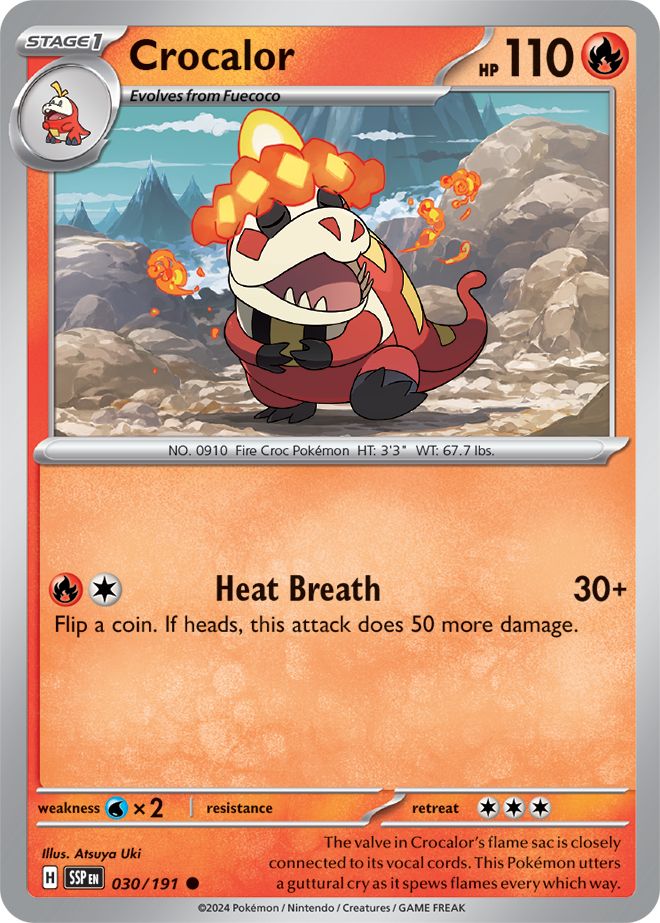 STAGE1
Crocalor
HP 110
Evolves from Fuecoco
NO. 0910 Fire Croc Pokémon HT: 3'3" WT: 67.7 lbs.
Heat Breath 30+
Flip a coin. If heads, this attack does 50 more damage.
weakness ×2 resistance retreat
Illus. Atsuya Uki
The valve in Crocalor's flame sac is closely
connected to its vocal cords. This Pokémon utters
a guttural cry as it spews flames every which way.
H SSP EN 030/191
©2024 Pokémon / Nintendo / Creatures / GAME FREAK